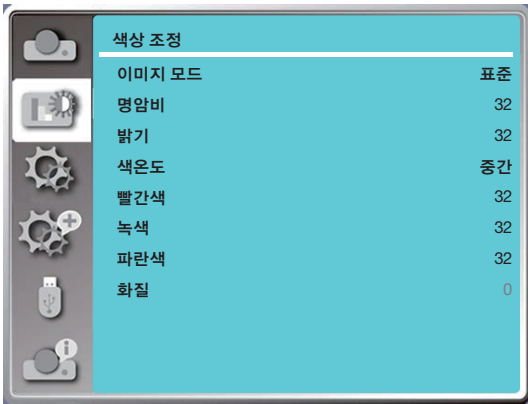 색상 조정
이미지 모드 표준
명암비 32
밝기 32
색온도 중간
빨간색 32
녹색 32
파란색 32
화질 0